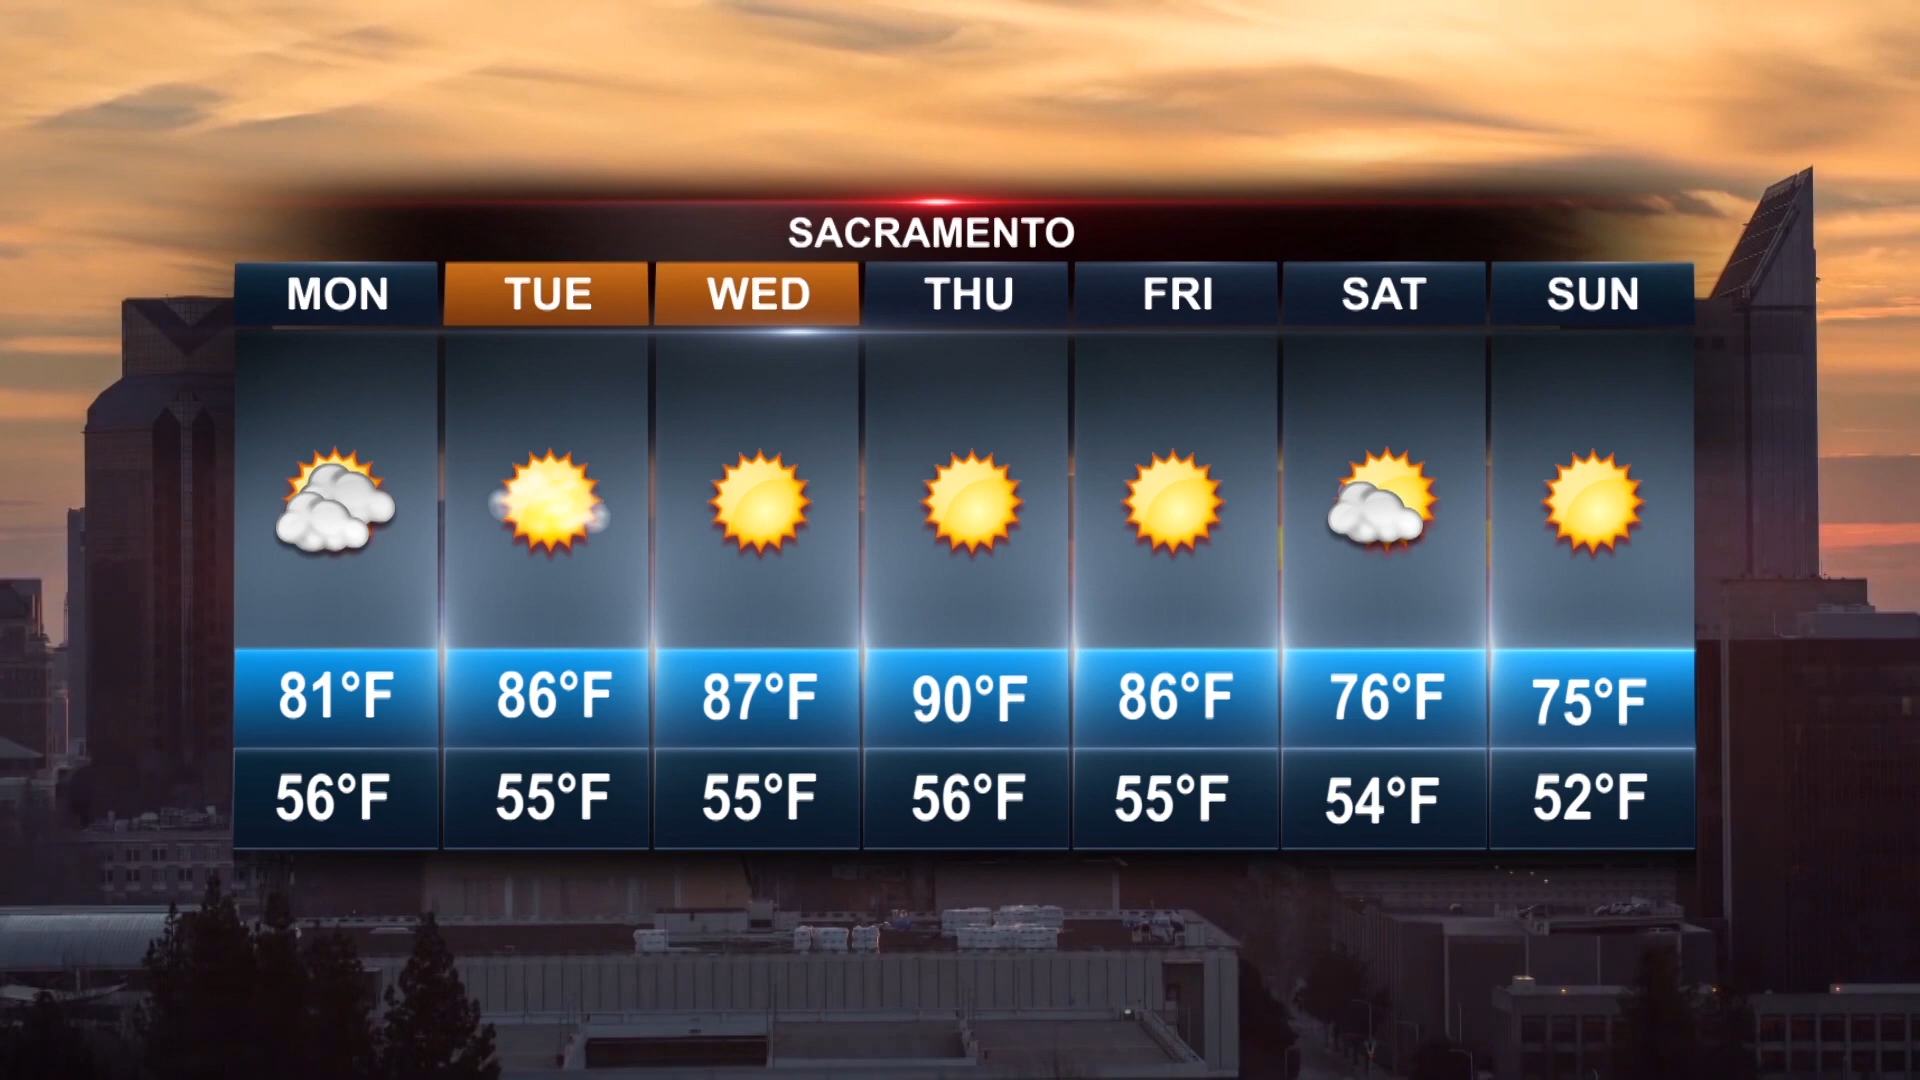 SACRAMENTO
MON TUE WED THU FRI SAT SUN
81°F 86°F 87°F 90°F 86°F 76°F 75°F
56°F 55°F 55°F 56°F 55°F 54°F 52°F